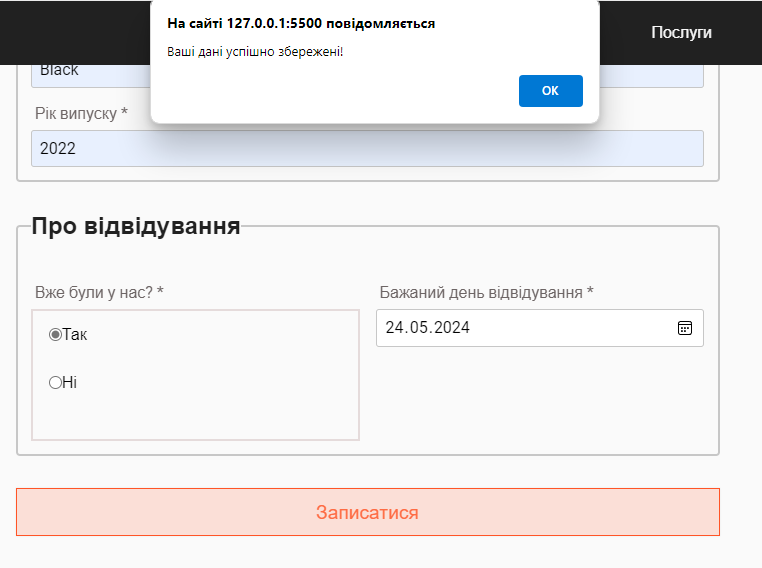 На сайті 127.0.0.1:5500 повідомляється
Ваші дані успішно збережені!
OK
Послуги
Black
Рік випуску *
2022
Про відвідування
Вже були у нас? *
Так
Ні
Бажаний день відвідування *
24.05.2024
Записатися